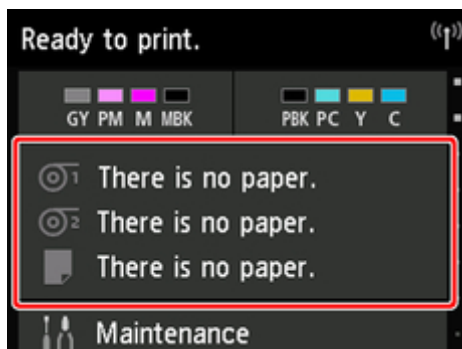 Ready to print.
GY PM M MBK PBK PC Y C
1 There is no paper.
2 There is no paper.
There is no paper.
Maintenance